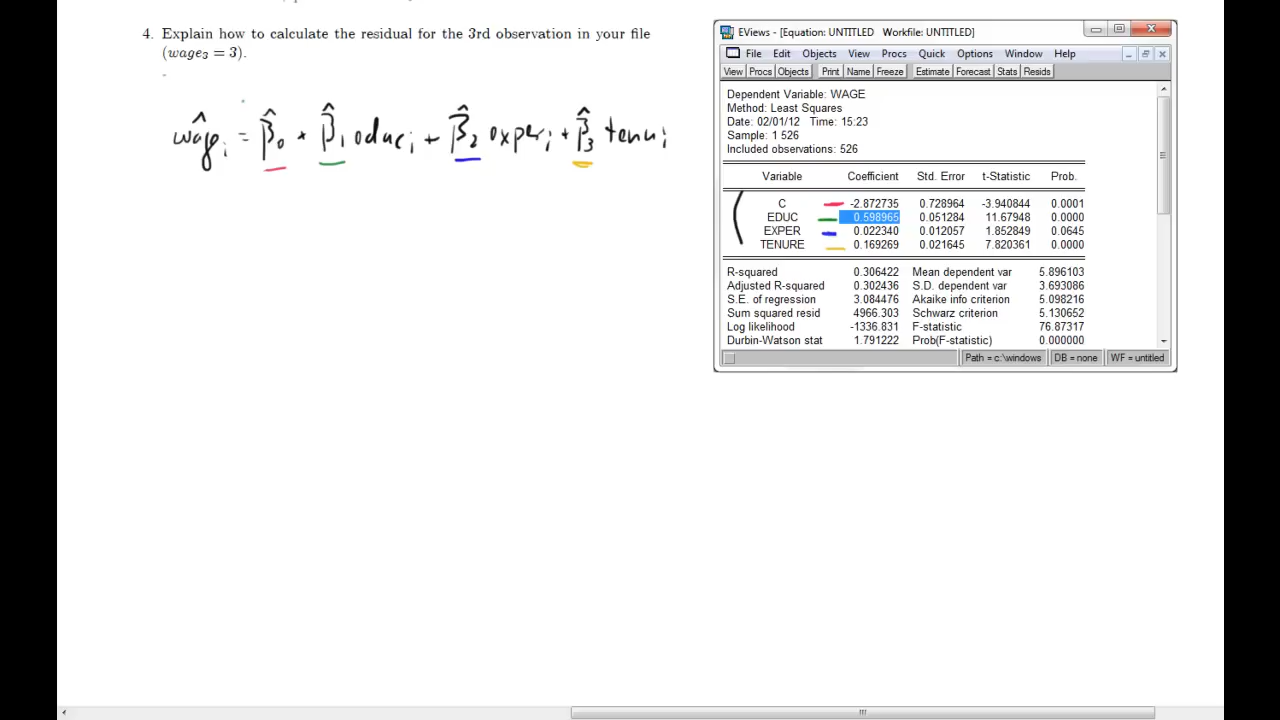 4. Explain how to calculate the residual for the 3rd observation in your file
(wage₃ = 3).
ŵageᵢ = β̂₀ + β̂₁ educᵢ + β̂₂ experᵢ + β̂₃ tenuᵢ
EViews - [Equation: UNTITLED Workfile: UNTITLED]
File Edit Objects View Procs Quick Options Window Help
View Procs Objects Print Name Freeze Estimate Forecast Stats Resids
Dependent Variable: WAGE
Method: Least Squares
Date: 02/01/12 Time: 15:23
Sample: 1 526
Included observations: 526
Variable Coefficient Std. Error t-Statistic Prob.
C -2.872735 0.728964 -3.940844 0.0001
EDUC 0.598965 0.051284 11.67948 0.0000
EXPER 0.022340 0.012057 1.852849 0.0645
TENURE 0.169269 0.021645 7.820361 0.0000
R-squared 0.306422 Mean dependent var 5.896103
Adjusted R-squared 0.302436 S.D. dependent var 3.693086
S.E. of regression 3.084476 Akaike info criterion 5.098216
Sum squared resid 4966.303 Schwarz criterion 5.130652
Log likelihood -1336.831 F-statistic 76.87317
Durbin-Watson stat 1.791222 Prob(F-statistic) 0.000000
Path = c:\windows DB = none WF = untitled